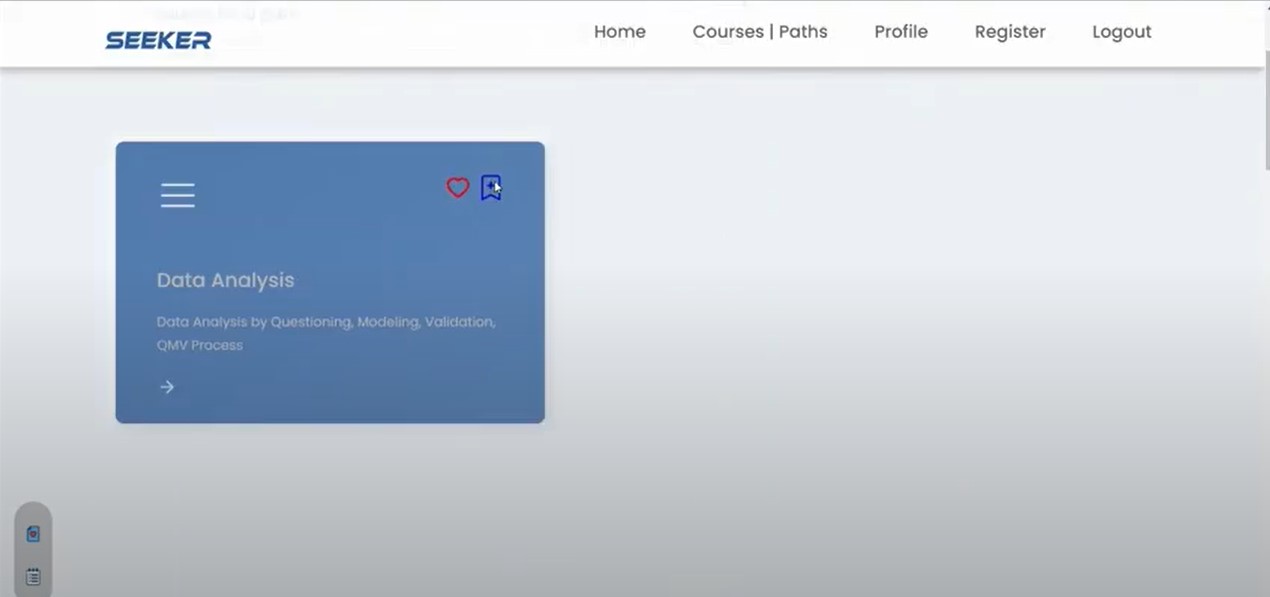 SEEKER
Home
Courses | Paths
Profile
Register
Logout
Data Analysis
Data Analysis by Questioning, Modeling, Validation,
QMV Process